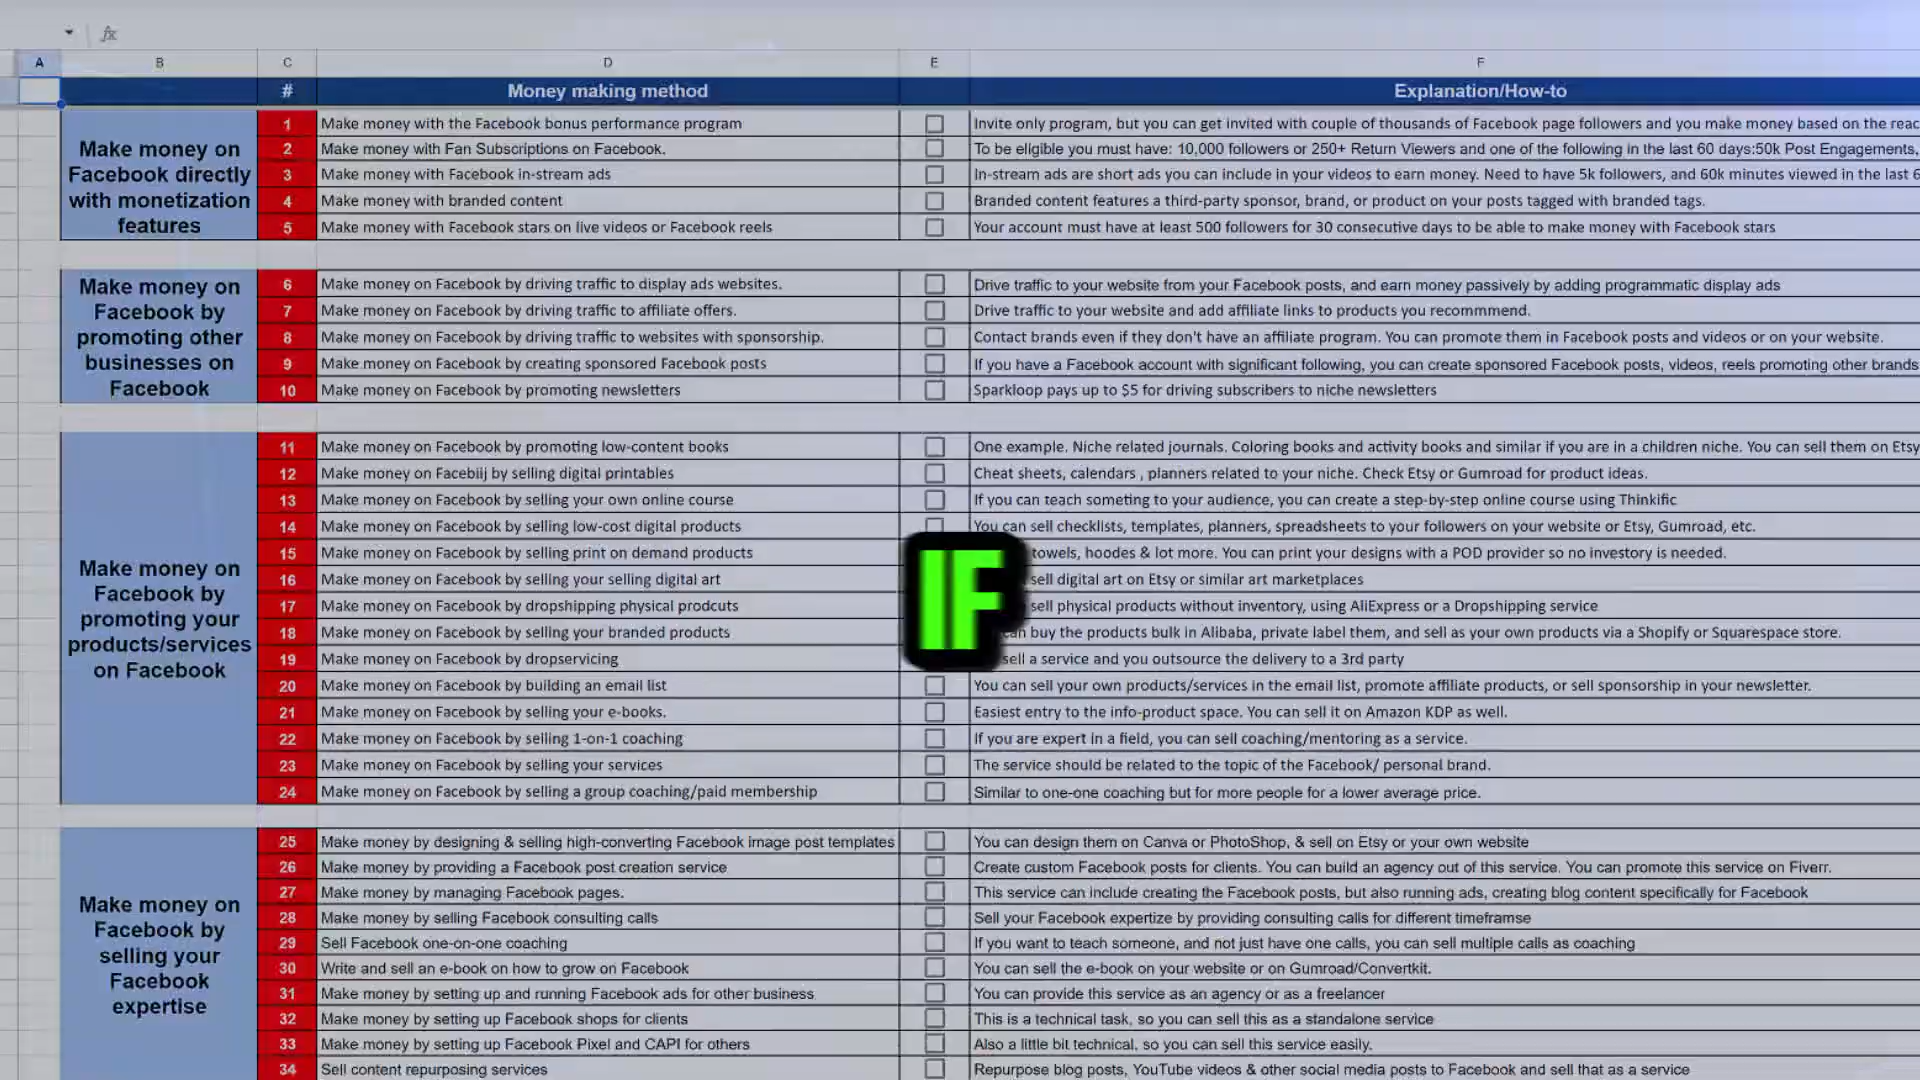 fx
A B C D E F
# Money making method Explanation/How-to
Make money on
Facebook directly
with monetization
features
1 Make money with the Facebook bonus performance program Invite only program, but you can get invited with couple of thousands of Facebook page followers and you make money based on the reac
2 Make money with Fan Subscriptions on Facebook. To be eligible you must have: 10,000 followers or 250+ Return Viewers and one of the following in the last 60 days:50k Post Engagements,
3 Make money with Facebook in-stream ads In-stream ads are short ads you can include in your videos to earn money. Need to have 5k followers, and 60k minutes viewed in the last 6
4 Make money with branded content Branded content features a third-party sponsor, brand, or product on your posts tagged with branded tags.
5 Make money with Facebook stars on live videos or Facebook reels Your account must have at least 500 followers for 30 consecutive days to be able to make money with Facebook stars
Make money on
Facebook by
promoting other
businesses on
Facebook
6 Make money on Facebook by driving traffic to display ads websites. Drive traffic to your website from your Facebook posts, and earn money passively by adding programmatic display ads
7 Make money on Facebook by driving traffic to affiliate offers. Drive traffic to your website and add affiliate links to products you recommmend.
8 Make money on Facebook by driving traffic to websites with sponsorship. Contact brands even if they don't have an affiliate program. You can promote them in Facebook posts and videos or on your website.
9 Make money on Facebook by creating sponsored Facebook posts If you have a Facebook account with significant following, you can create sponsored Facebook posts, videos, reels promoting other brands
10 Make money on Facebook by promoting newsletters Sparkloop pays up to $5 for driving subscribers to niche newsletters
Make money on
Facebook by
promoting your
products/services
on Facebook
11 Make money on Facebook by promoting low-content books One example. Niche related journals. Coloring books and activity books and similar if you are in a children niche. You can sell them on Etsy
12 Make money on Facebiij by selling digital printables Cheat sheets, calendars , planners related to your niche. Check Etsy or Gumroad for product ideas.
13 Make money on Facebook by selling your own online course If you can teach someting to your audience, you can create a step-by-step online course using Thinkific
14 Make money on Facebook by selling low-cost digital products You can sell checklists, templates, planners, spreadsheets to your followers on your website or Etsy, Gumroad, etc.
15 Make money on Facebook by selling print on demand products towels, hoodes & lot more. You can print your designs with a POD provider so no inventory is needed.
16 Make money on Facebook by selling your selling digital art sell digital art on Etsy or similar art marketplaces
17 Make money on Facebook by dropshipping physical prodcuts sell physical products without inventory, using AliExpress or a Dropshipping service
18 Make money on Facebook by selling your branded products can buy the products bulk in Alibaba, private label them, and sell as your own products via a Shopify or Squarespace store.
19 Make money on Facebook by dropservicing sell a service and you outsource the delivery to a 3rd party
20 Make money on Facebook by building an email list You can sell your own products/services in the email list, promote affiliate products, or sell sponsorship in your newsletter.
21 Make money on Facebook by selling your e-books. Easiest entry to the info-product space. You can sell it on Amazon KDP as well.
22 Make money on Facebook by selling 1-on-1 coaching If you are expert in a field, you can sell coaching/mentoring as a service.
23 Make money on Facebook by selling your services The service should be related to the topic of the Facebook/ personal brand.
24 Make money on Facebook by selling a group coaching/paid membership Similar to one-one coaching but for more people for a lower average price.
IF
Make money on
Facebook by
selling your
Facebook
expertise
25 Make money by designing & selling high-converting Facebook image post templates You can design them on Canva or PhotoShop, & sell on Etsy or your own website
26 Make money by providing a Facebook post creation service Create custom Facebook posts for clients. You can build an agency out of this service. You can promote this service on Fiverr.
27 Make money by managing Facebook pages. This service can include creating the Facebook posts, but also running ads, creating blog content specifically for Facebook
28 Make money by selling Facebook consulting calls Sell your Facebook expertize by providing consulting calls for different timeframse
29 Sell Facebook one-on-one coaching If you want to teach someone, and not just have one calls, you can sell multiple calls as coaching
30 Write and sell an e-book on how to grow on Facebook You can sell the e-book on your website or on Gumroad/Convertkit.
31 Make money by setting up and running Facebook ads for other business You can provide this service as an agency or as a freelancer
32 Make money by setting up Facebook shops for clients This is a technical task, so you can sell this as a standalone service
33 Make money by setting up Facebook Pixel and CAPI for others Also a little bit technical, so you can sell this service easily.
34 Sell content repurposing services Repurpose blog posts, YouTube videos & other social media posts to Facebook and sell that as a service